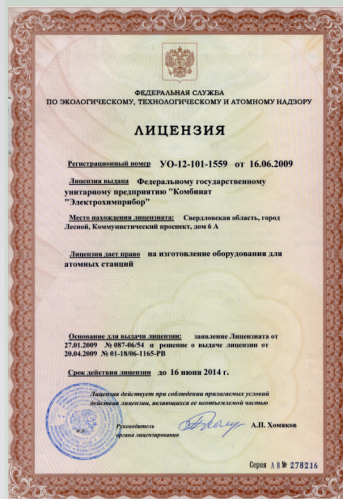 ФЕДЕРАЛЬНАЯ СЛУЖБА
ПО ЭКОЛОГИЧЕСКОМУ, ТЕХНОЛОГИЧЕСКОМУ И АТОМНОМУ НАДЗОРУ
ЛИЦЕНЗИЯ
Регистрационный номер УО-12-101-1559 от 16.06.2009
Лицензия выдана Федеральному государственному
унитарному предприятию "Комбинат
"Электрохимприбор"
Место нахождения лицензиата: Свердловская область, город
Лесной, Коммунистический проспект, дом 6 А
Лицензия дает право на изготовление оборудования для
атомных станций
Основание для выдачи лицензии: заявление Лицензиата от
27.01.2009 № 087-06/54 и решение о выдаче лицензии от
20.04.2009 № 01-18/06-1165-РВ
Срок действия лицензии до 16 июня 2014 г.
Лицензия действует при соблюдении прилагаемых условий
действия лицензии, являющихся ее неотъемлемой частью
Руководитель
органа лицензирования
А.П. Хомяков
Серия А В № 278216